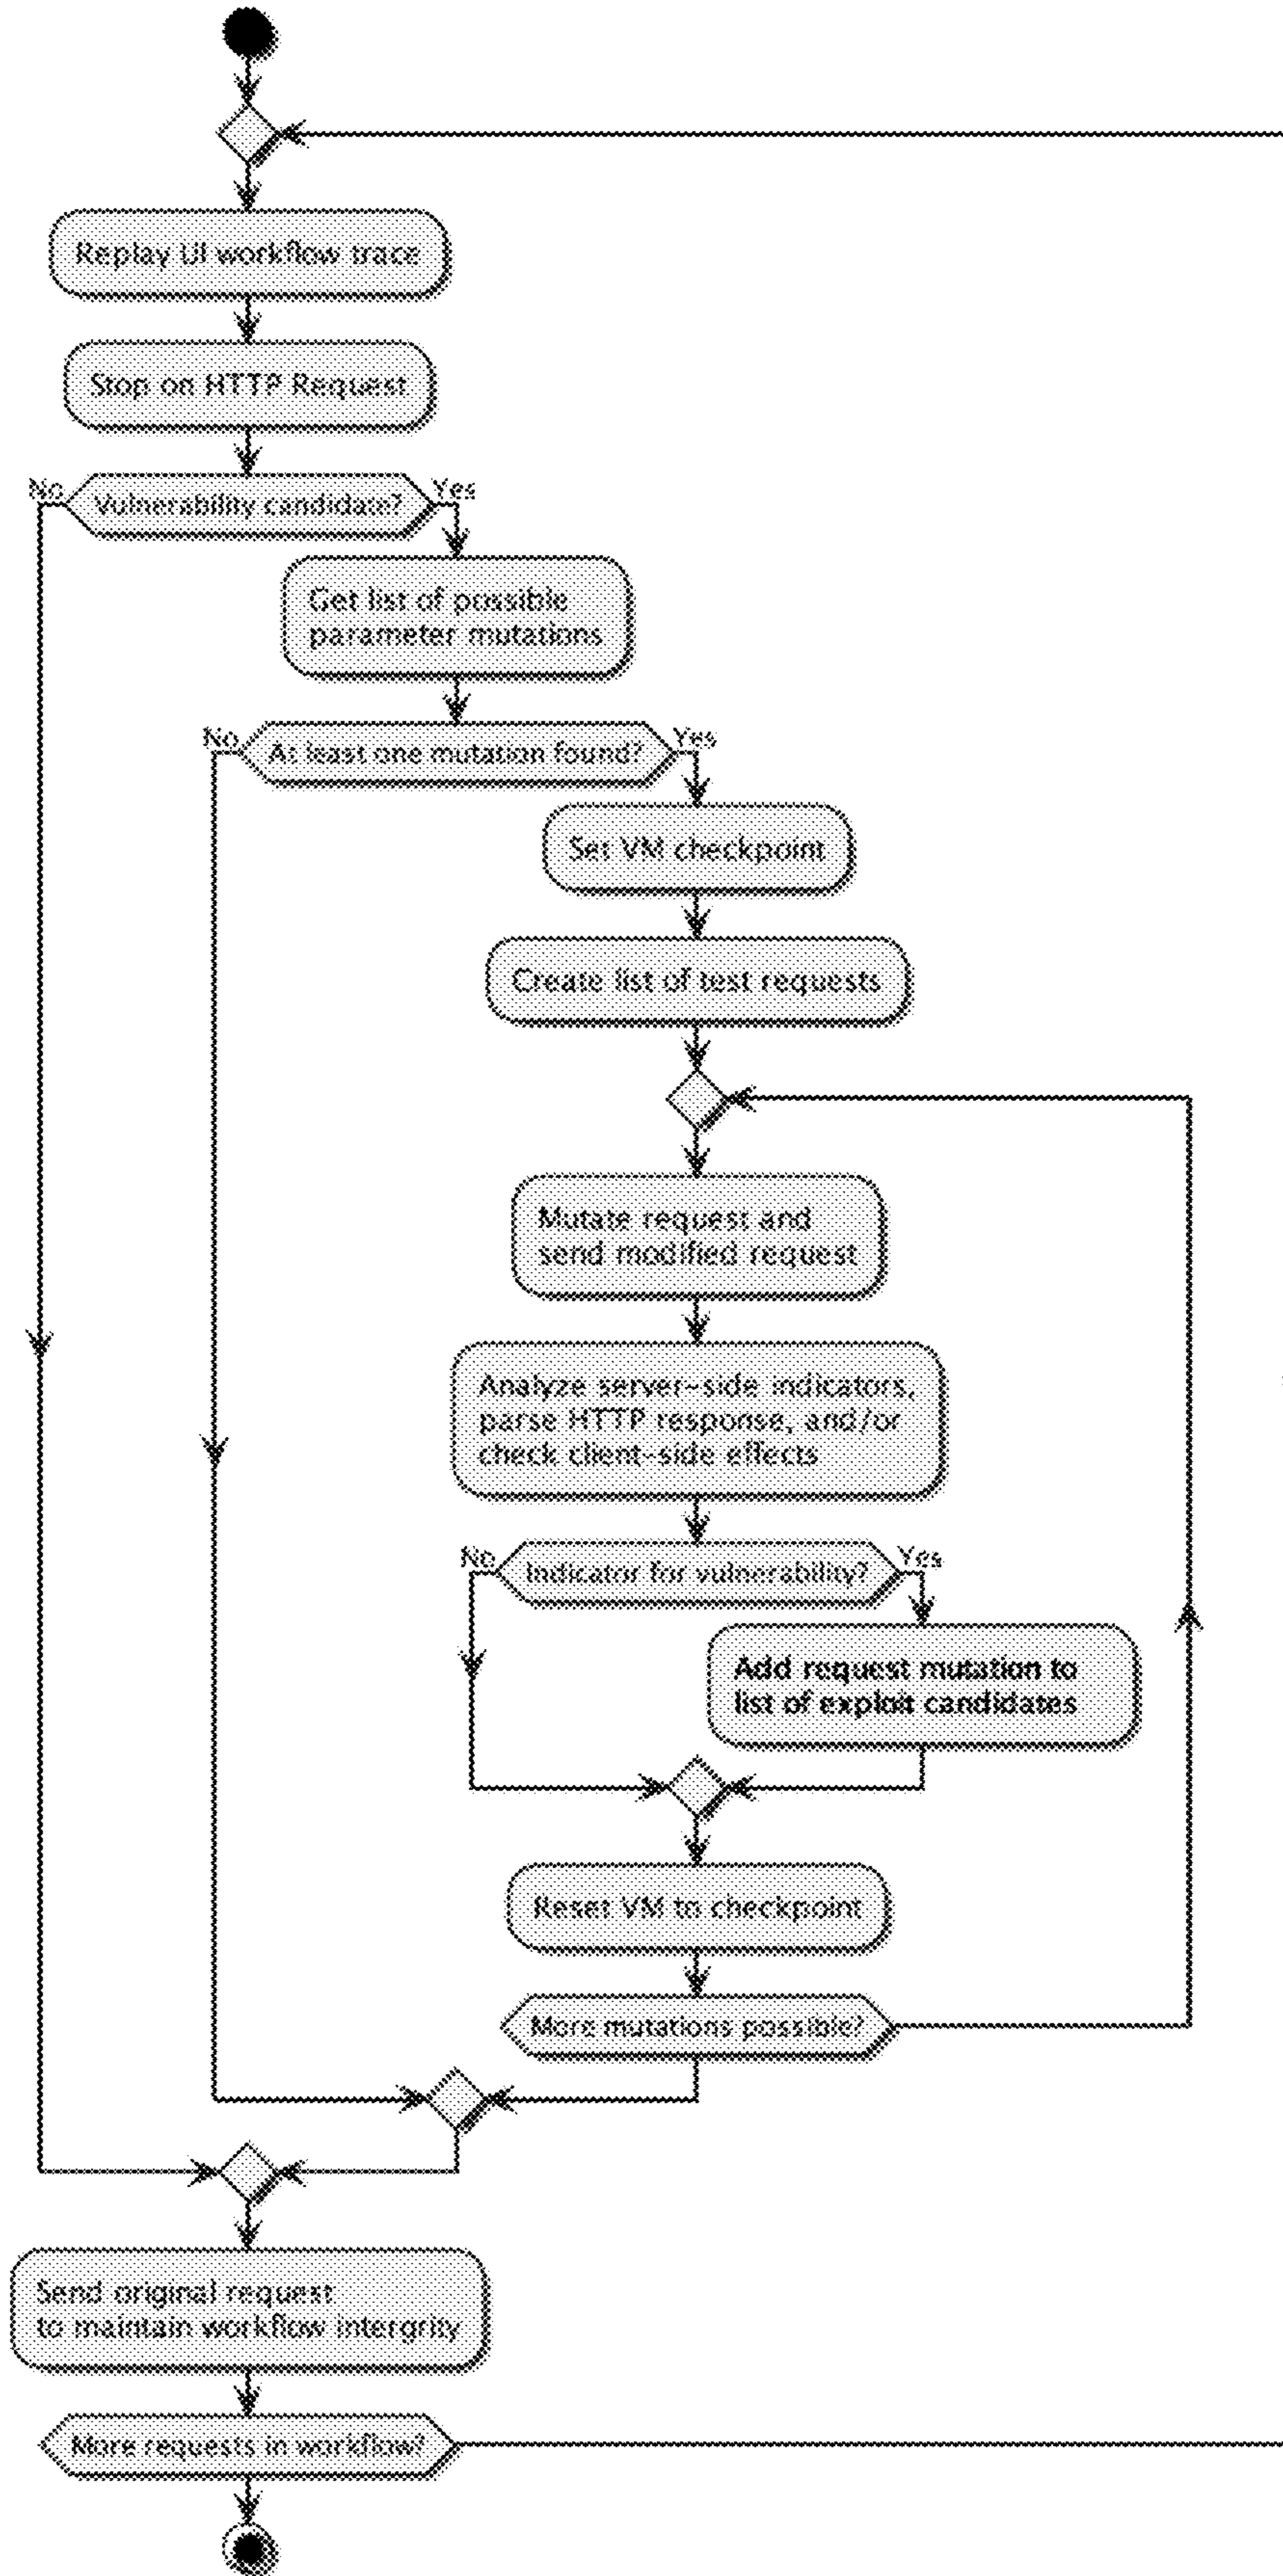 Replay UI workflow trace
Stop on HTTP Request
No
Vulnerability candidate?
Yes
Get list of possible
parameter mutations
No
At least one mutation found?
Yes
Set VM checkpoint
Create list of test requests
Mutate request and
send modified request
Analyze server-side indicators,
parse HTTP response, and/or
check client-side effects
No
Indicator for vulnerability?
Yes
Add request mutation to
list of exploit candidates
Reset VM to checkpoint
More mutations possible?
Send original request
to maintain workflow intergrity
More requests in workflow?